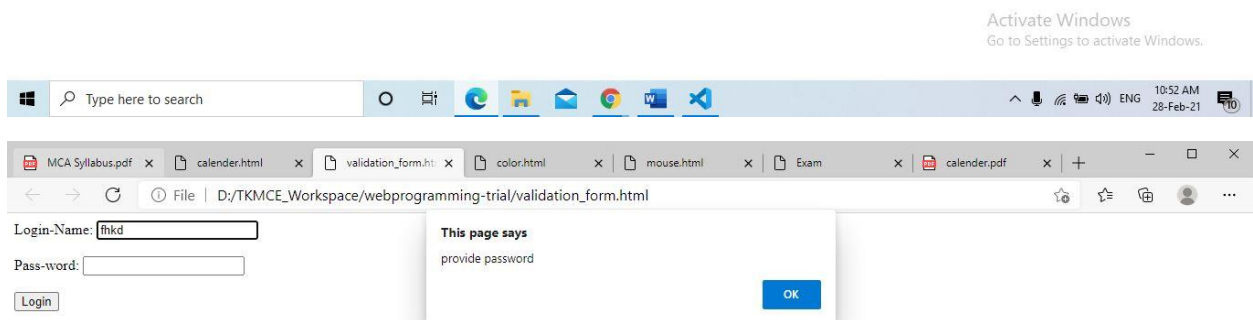 Activate Windows
Go to Settings to activate Windows.
Type here to search
ENG
10:52 AM
28-Feb-21
10
MCA Syllabus.pdf calender.html validation_form.ht color.html mouse.html Exam calender.pdf
File | D:/TKMCE_Workspace/webprogramming-trial/validation_form.html
Login-Name: fhkd
This page says
provide password
Pass-word:
OK
Login